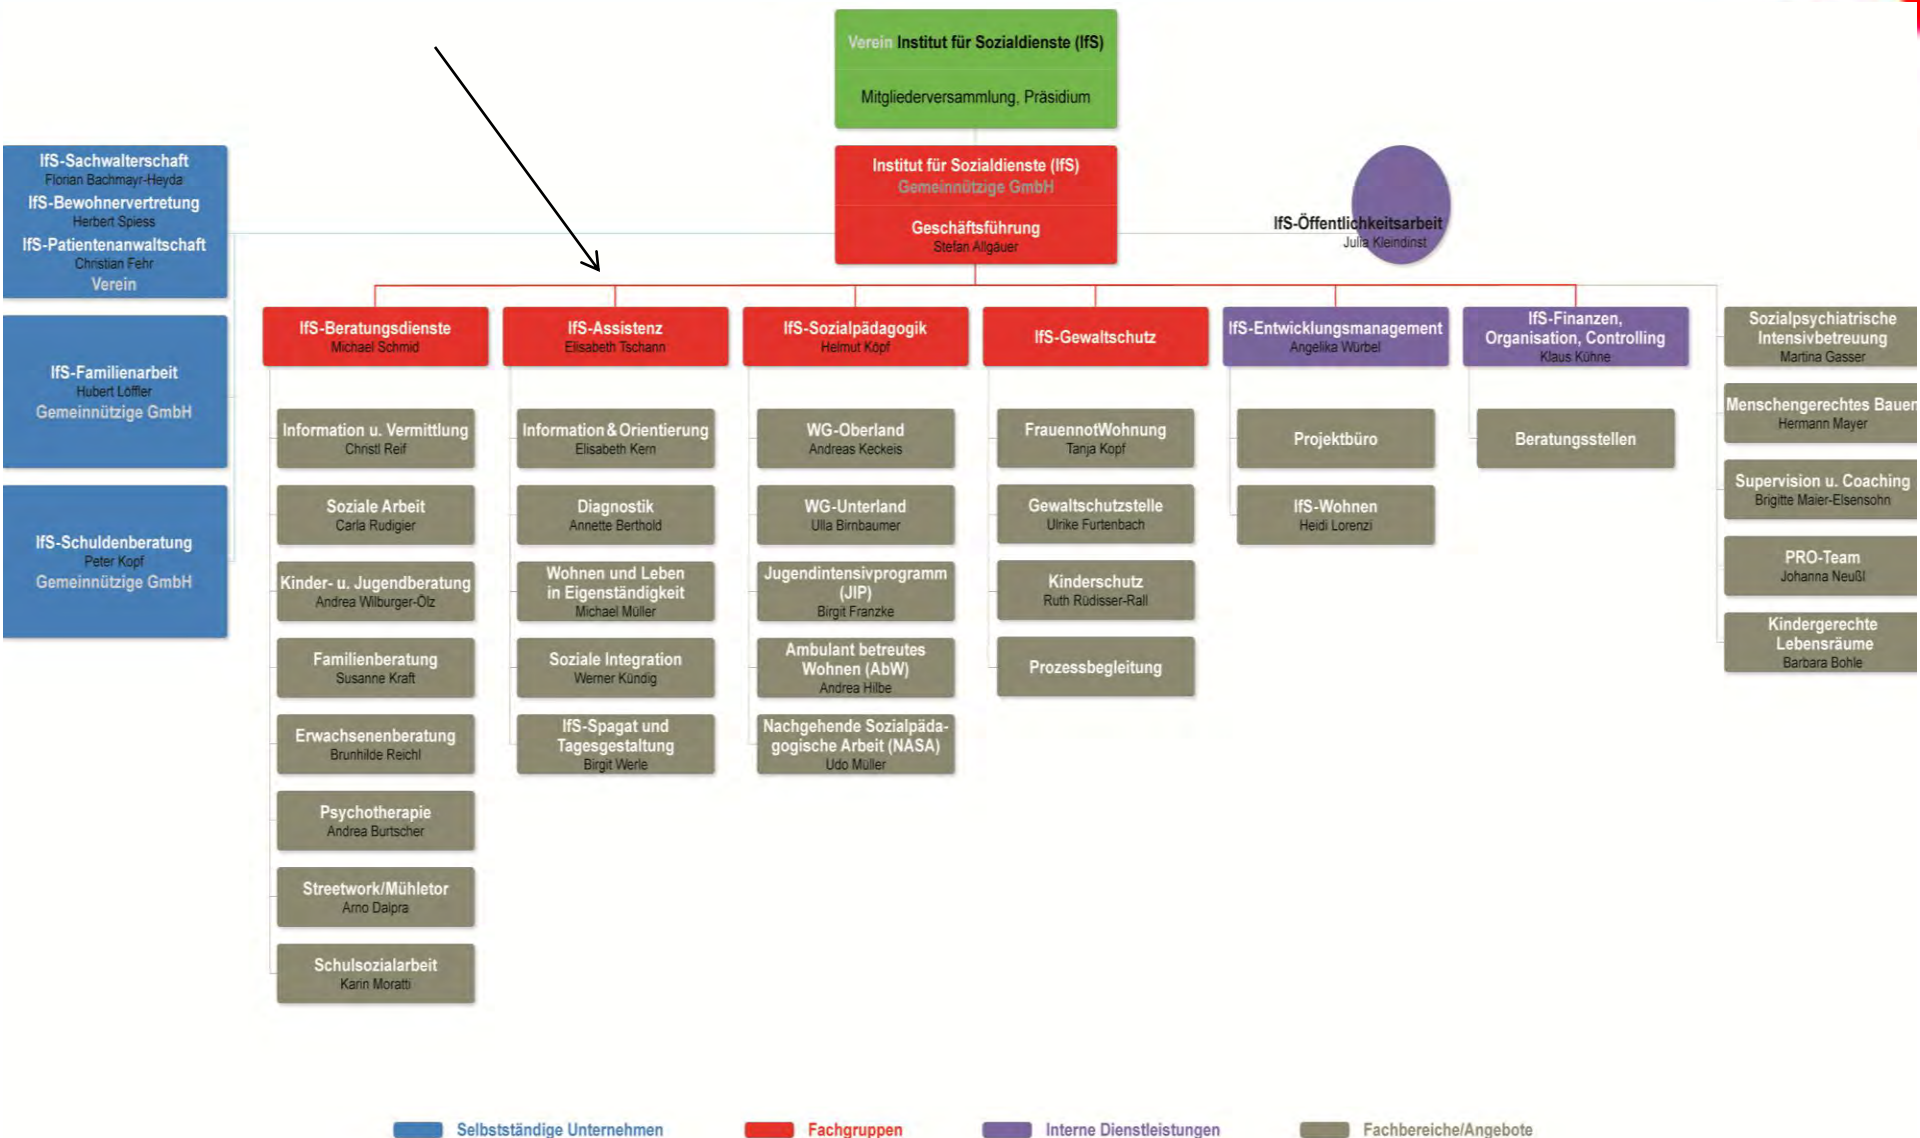 Verein Institut für Sozialdienste (IfS)
Mitgliederversammlung, Präsidium
Institut für Sozialdienste (IfS)
Gemeinnützige GmbH
Geschäftsführung
Stefan Allgäuer
IfS-Öffentlichkeitsarbeit
Julia Kleindinst
IfS-Sachwalterschaft
Florian Bachmayr-Heyda
IfS-Bewohnervertretung
Herbert Spiess
IfS-Patientenanwaltschaft
Christian Fehr
Verein
IfS-Familienarbeit
Hubert Löffler
Gemeinnützige GmbH
IfS-Schuldenberatung
Peter Kopf
Gemeinnützige GmbH
IfS-Beratungsdienste
Michael Schmid
Information u. Vermittlung
Christl Reif
Soziale Arbeit
Carla Rudigier
Kinder- u. Jugendberatung
Andrea Wilburger-Ölz
Familienberatung
Susanne Kraft
Erwachsenenberatung
Brunhilde Reichl
Psychotherapie
Andrea Burtscher
Streetwork/Mühletor
Arno Dalpra
Schulsozialarbeit
Karin Moratti
IfS-Assistenz
Elisabeth Tschann
Information & Orientierung
Elisabeth Kern
Diagnostik
Annette Berthold
Wohnen und Leben
in Eigenständigkeit
Michael Müller
Soziale Integration
Werner Kündig
IfS-Spagat und
Tagesgestaltung
Birgit Werle
IfS-Sozialpädagogik
Helmut Köpf
WG-Oberland
Andreas Keckeis
WG-Unterland
Ulla Birnbaumer
Jugendintensivprogramm
(JIP)
Birgit Franzke
Ambulant betreutes
Wohnen (AbW)
Andrea Hilbe
Nachgehende Sozialpäda-
gogische Arbeit (NASA)
Udo Müller
IfS-Gewaltschutz
FrauennotWohnung
Tanja Kopf
Gewaltschutzstelle
Ulrike Furtenbach
Kinderschutz
Ruth Rüdisser-Rall
Prozessbegleitung
IfS-Entwicklungsmanagement
Angelika Würbel
Projektbüro
IfS-Wohnen
Heidi Lorenzi
IfS-Finanzen,
Organisation, Controlling
Klaus Kühne
Beratungsstellen
Sozialpsychiatrische
Intensivbetreuung
Martina Gasser
Menschengerechtes Bauen
Hermann Mayer
Supervision u. Coaching
Brigitte Maier-Elsensohn
PRO-Team
Johanna Neußl
Kindergerechte
Lebensräume
Barbara Bohle
Selbstständige Unternehmen
Fachgruppen
Interne Dienstleistungen
Fachbereiche/Angebote